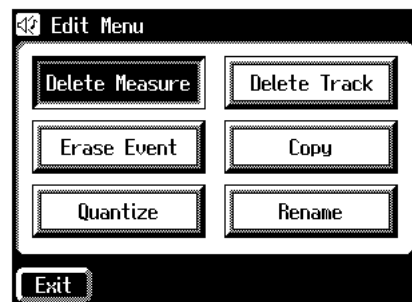 Edit Menu
Delete Measure
Delete Track
Erase Event
Copy
Quantize
Rename
Exit